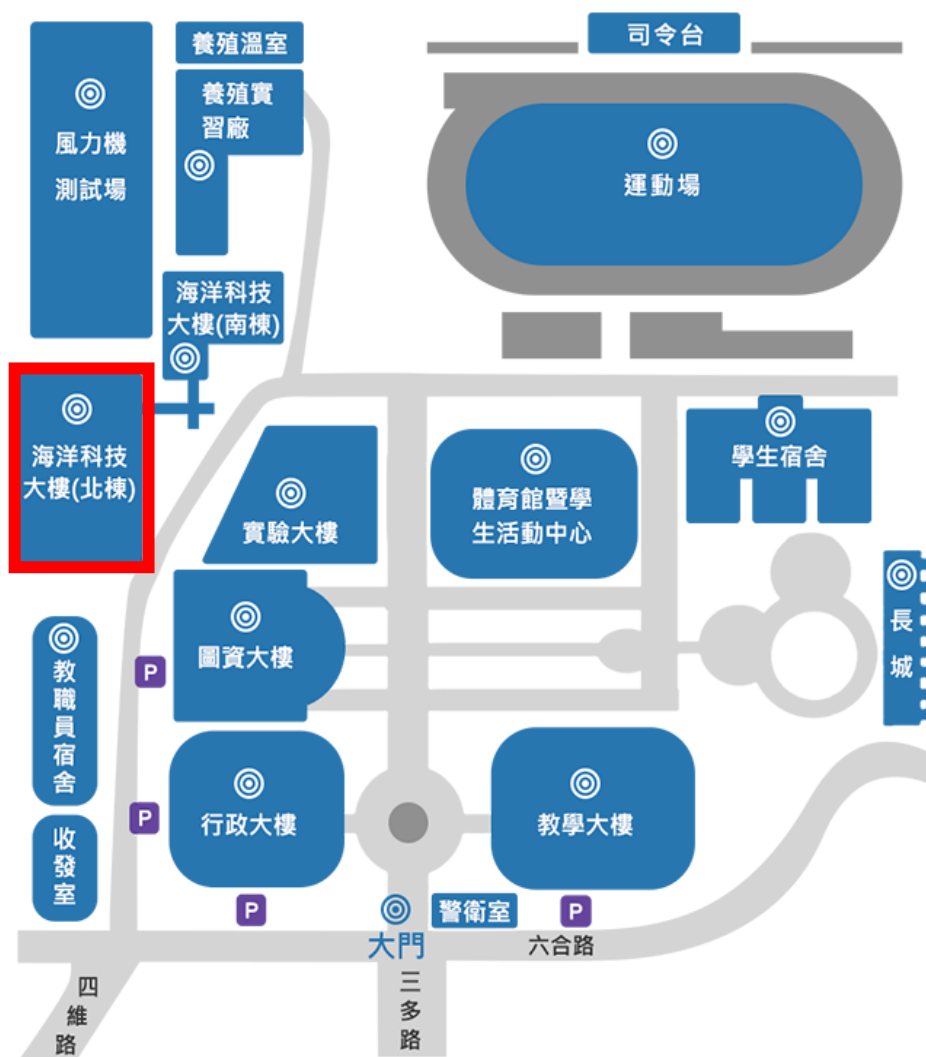 養殖溫室
司令台
養殖實
習廠
風力機
測試場
運動場
海洋科技
大樓(南棟)
海洋科技
大樓(北棟)
學生宿舍
體育館暨學
生活動中心
實驗大樓
長城
圖資大樓
P
教職員宿舍
P
行政大樓
教學大樓
收發室
P
警衛室
P
大門
六合路
四維路
三多路